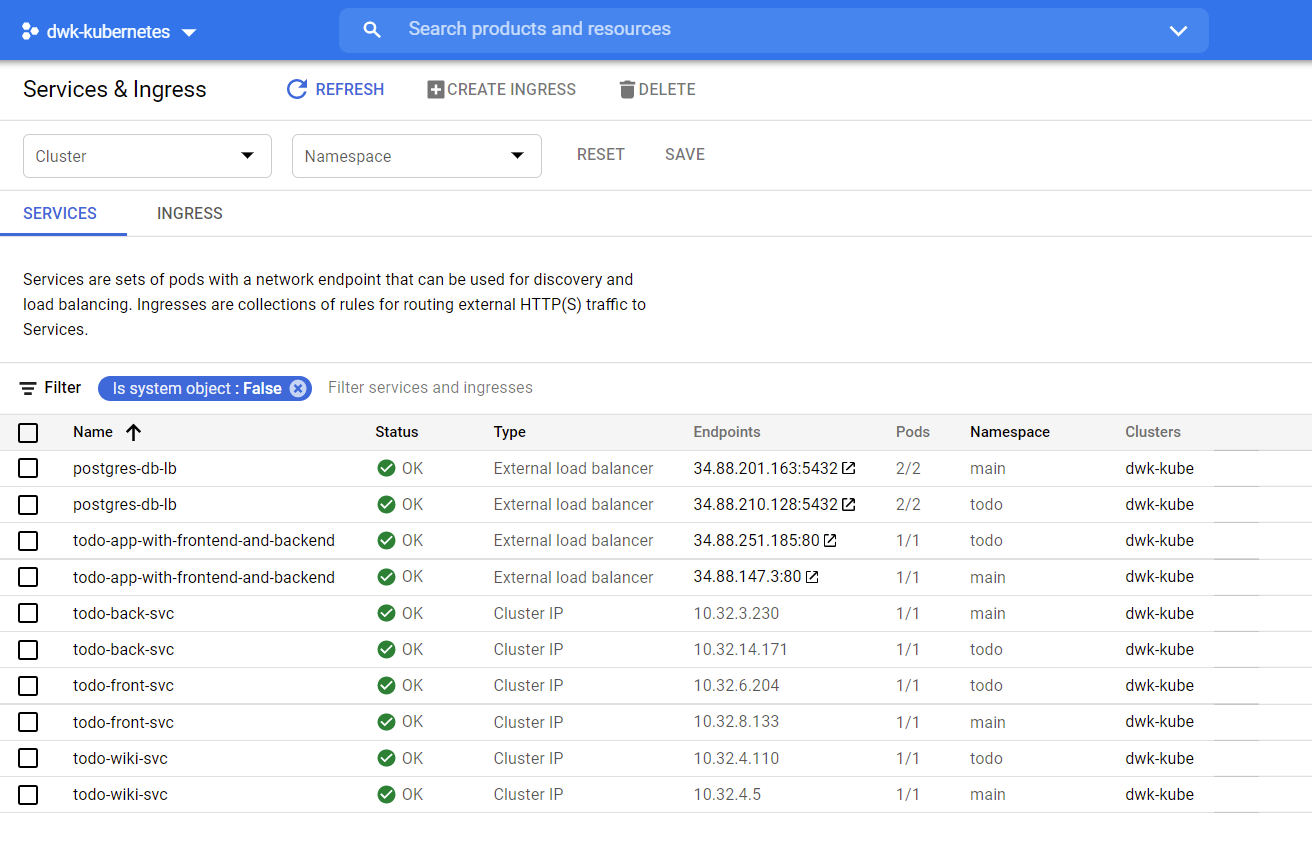 dwk-kubernetes
Search products and resources
Services & Ingress REFRESH CREATE INGRESS DELETE
Cluster Namespace RESET SAVE
SERVICES INGRESS
Services are sets of pods with a network endpoint that can be used for discovery and
load balancing. Ingresses are collections of rules for routing external HTTP(S) traffic to
Services.
Filter Is system object : False Filter services and ingresses
Name Status Type Endpoints Pods Namespace Clusters
postgres-db-lb OK External load balancer 34.88.201.163:5432 2/2 main dwk-kube
postgres-db-lb OK External load balancer 34.88.210.128:5432 2/2 todo dwk-kube
todo-app-with-frontend-and-backend OK External load balancer 34.88.251.185:80 1/1 todo dwk-kube
todo-app-with-frontend-and-backend OK External load balancer 34.88.147.3:80 1/1 main dwk-kube
todo-back-svc OK Cluster IP 10.32.3.230 1/1 main dwk-kube
todo-back-svc OK Cluster IP 10.32.14.171 1/1 todo dwk-kube
todo-front-svc OK Cluster IP 10.32.6.204 1/1 todo dwk-kube
todo-front-svc OK Cluster IP 10.32.8.133 1/1 main dwk-kube
todo-wiki-svc OK Cluster IP 10.32.4.110 1/1 todo dwk-kube
todo-wiki-svc OK Cluster IP 10.32.4.5 1/1 main dwk-kube